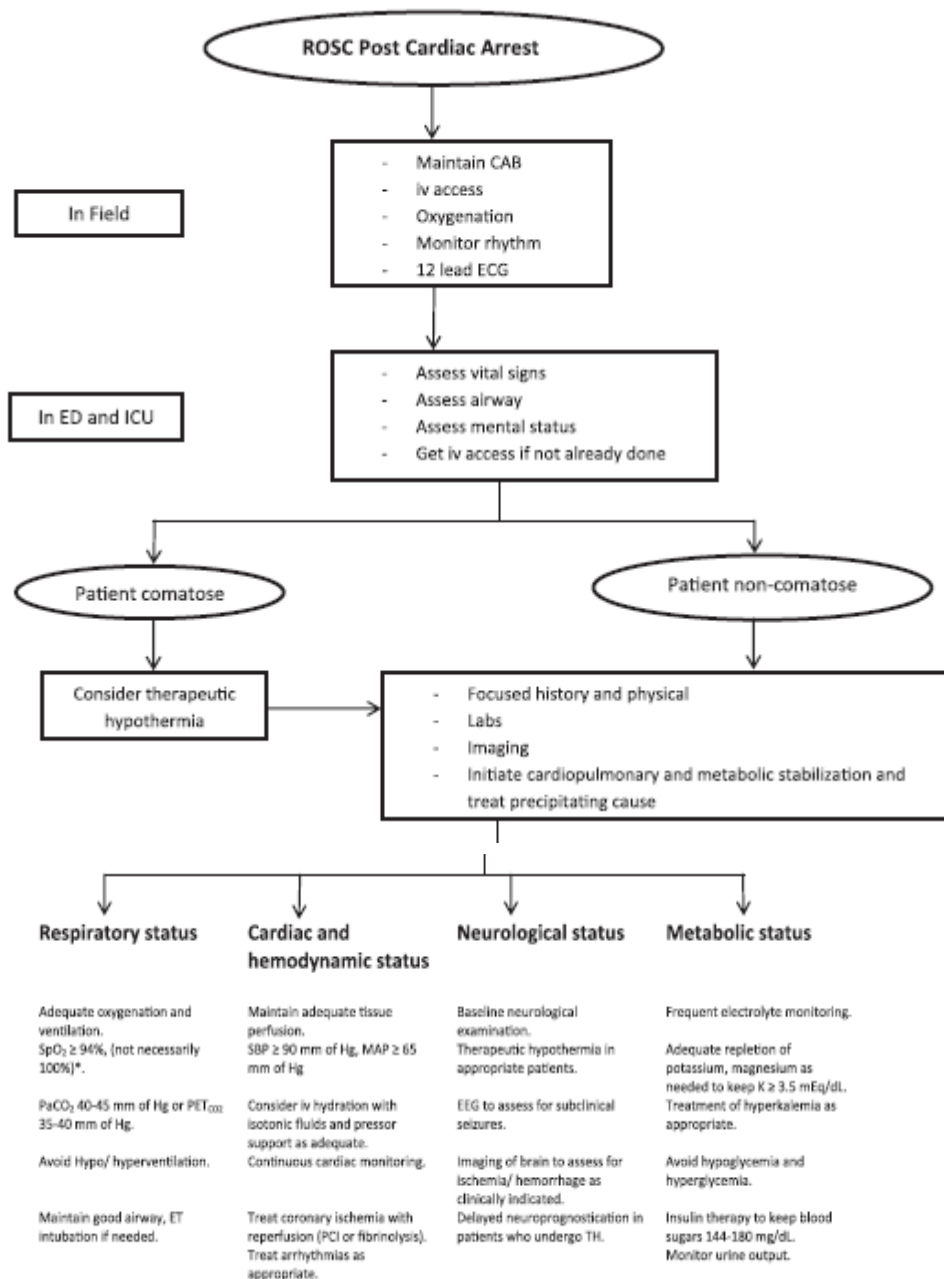 ROSC Post Cardiac Arrest
In Field
- Maintain CAB
- iv access
- Oxygenation
- Monitor rhythm
- 12 lead ECG
In ED and ICU
- Assess vital signs
- Assess airway
- Assess mental status
- Get iv access if not already done
Patient comatose
Patient non-comatose
Consider therapeutic
hypothermia
- Focused history and physical
- Labs
- Imaging
- Initiate cardiopulmonary and metabolic stabilization and
treat precipitating cause
Respiratory status
Adequate oxygenation and
ventilation.
SpO₂ ≥ 94%, (not necessarily
100%)*.
PaCO₂ 40-45 mm of Hg or PETCO2
35-40 mm of Hg.
Avoid Hypo/ hyperventilation.
Maintain good airway, ET
intubation if needed.
Cardiac and
hemodynamic status
Maintain adequate tissue
perfusion.
SBP ≥ 90 mm of Hg, MAP ≥ 65
mm of Hg
Consider iv hydration with
isotonic fluids and pressor
support as adequate.
Continuous cardiac monitoring.
Treat coronary ischemia with
reperfusion (PCI or fibrinolysis).
Treat arrhythmias as
appropriate.
Neurological status
Baseline neurological
examination.
Therapeutic hypothermia in
appropriate patients.
EEG to assess for subclinical
seizures.
Imaging of brain to assess for
ischemia/ hemorrhage as
clinically indicated.
Delayed neuroprognostication in
patients who undergo TH.
Metabolic status
Frequent electrolyte monitoring.
Adequate repletion of
potassium, magnesium as
needed to keep K ≥ 3.5 mEq/dL.
Treatment of hyperkalemia as
appropriate.
Avoid hypoglycemia and
hyperglycemia.
Insulin therapy to keep blood
sugars 144-180 mg/dL.
Monitor urine output.